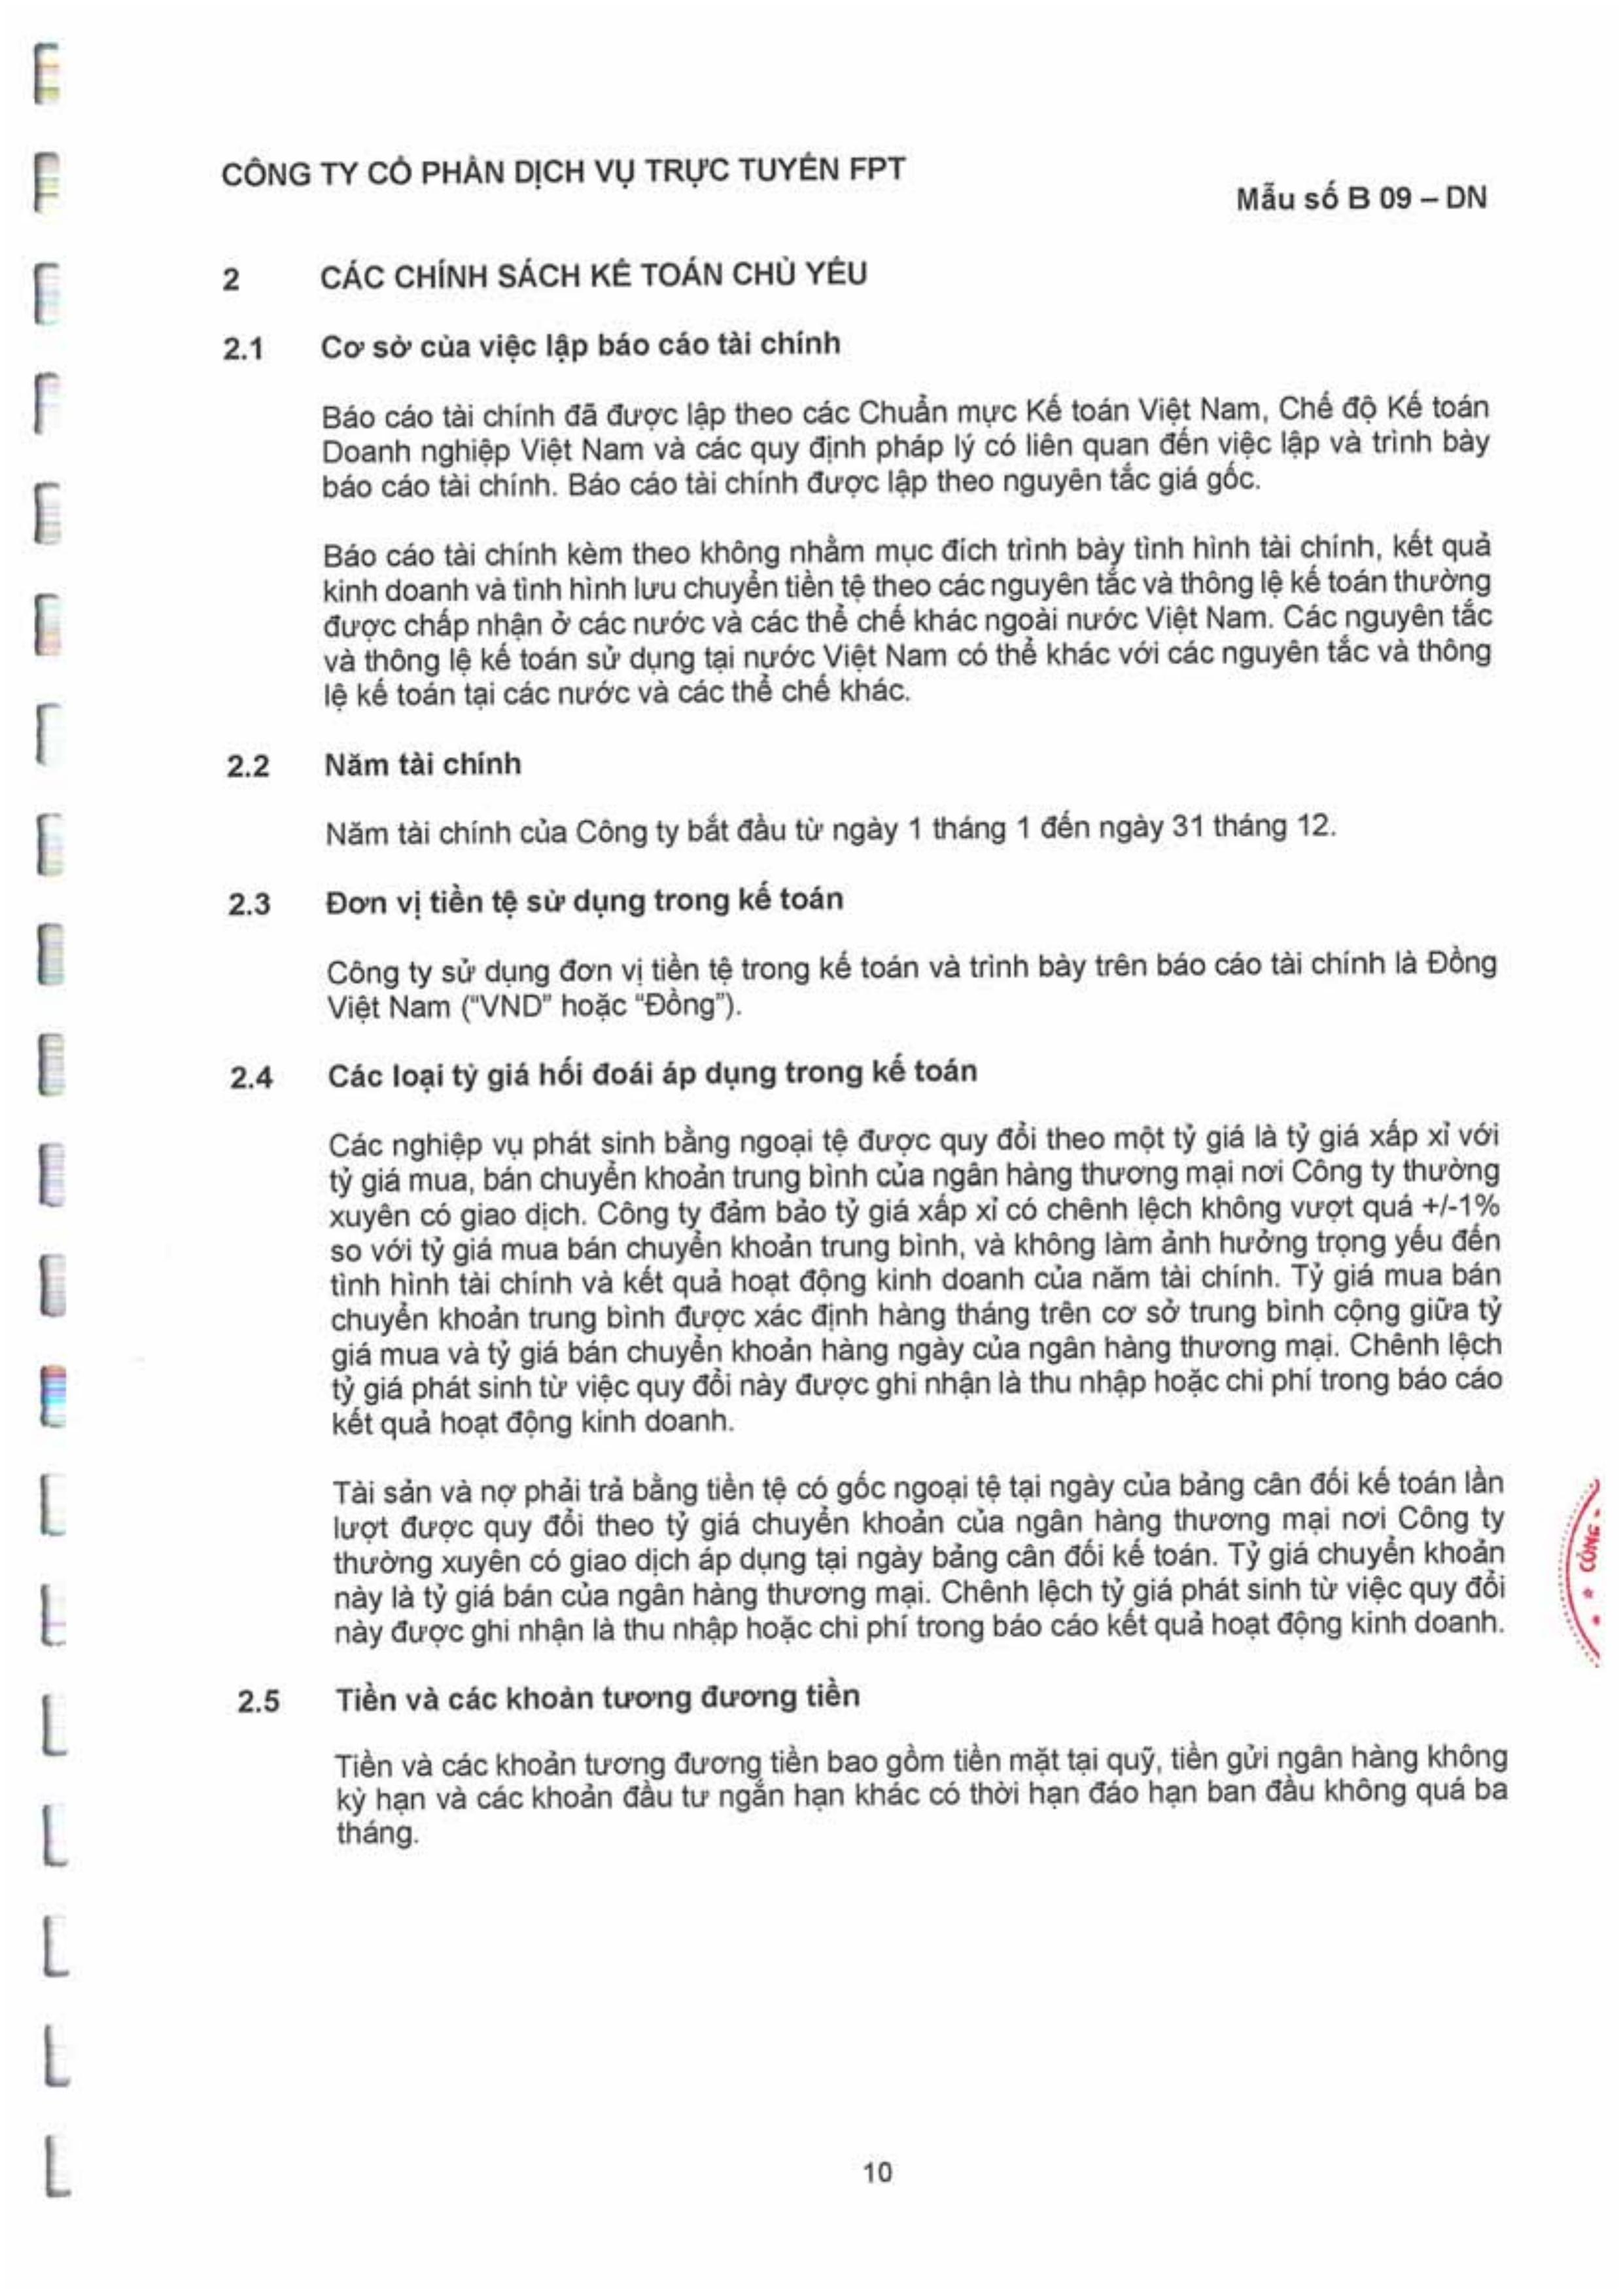 CÔNG TY CỔ PHẦN DỊCH VỤ TRỰC TUYẾN FPT
Mẫu số B 09 – DN
2 CÁC CHÍNH SÁCH KẾ TOÁN CHỦ YẾU
2.1 Cơ sở của việc lập báo cáo tài chính
Báo cáo tài chính đã được lập theo các Chuẩn mực Kế toán Việt Nam, Chế độ Kế toán
Doanh nghiệp Việt Nam và các quy định pháp lý có liên quan đến việc lập và trình bày
báo cáo tài chính. Báo cáo tài chính được lập theo nguyên tắc giá gốc.
Báo cáo tài chính kèm theo không nhằm mục đích trình bày tình hình tài chính, kết quả
kinh doanh và tình hình lưu chuyển tiền tệ theo các nguyên tắc và thông lệ kế toán thường
được chấp nhận ở các nước và các thể chế khác ngoài nước Việt Nam. Các nguyên tắc
và thông lệ kế toán sử dụng tại nước Việt Nam có thể khác với các nguyên tắc và thông
lệ kế toán tại các nước và các thể chế khác.
2.2 Năm tài chính
Năm tài chính của Công ty bắt đầu từ ngày 1 tháng 1 đến ngày 31 tháng 12.
2.3 Đơn vị tiền tệ sử dụng trong kế toán
Công ty sử dụng đơn vị tiền tệ trong kế toán và trình bày trên báo cáo tài chính là Đồng
Việt Nam (“VND” hoặc “Đồng”).
2.4 Các loại tỷ giá hối đoái áp dụng trong kế toán
Các nghiệp vụ phát sinh bằng ngoại tệ được quy đổi theo một tỷ giá là tỷ giá xấp xỉ với
tỷ giá mua, bán chuyển khoản trung bình của ngân hàng thương mại nơi Công ty thường
xuyên có giao dịch. Công ty đảm bảo tỷ giá xấp xỉ có chênh lệch không vượt quá +/-1%
so với tỷ giá mua bán chuyển khoản trung bình, và không làm ảnh hưởng trọng yếu đến
tình hình tài chính và kết quả hoạt động kinh doanh của năm tài chính. Tỷ giá mua bán
chuyển khoản trung bình được xác định hàng tháng trên cơ sở trung bình cộng giữa tỷ
giá mua và tỷ giá bán chuyển khoản hàng ngày của ngân hàng thương mại. Chênh lệch
tỷ giá phát sinh từ việc quy đổi này được ghi nhận là thu nhập hoặc chi phí trong báo cáo
kết quả hoạt động kinh doanh.
Tài sản và nợ phải trả bằng tiền tệ có gốc ngoại tệ tại ngày của bảng cân đối kế toán lần
lượt được quy đổi theo tỷ giá chuyển khoản của ngân hàng thương mại nơi Công ty
thường xuyên có giao dịch áp dụng tại ngày bảng cân đối kế toán. Tỷ giá chuyển khoản
này là tỷ giá bán của ngân hàng thương mại. Chênh lệch tỷ giá phát sinh từ việc quy đổi
này được ghi nhận là thu nhập hoặc chi phí trong báo cáo kết quả hoạt động kinh doanh.
2.5 Tiền và các khoản tương đương tiền
Tiền và các khoản tương đương tiền bao gồm tiền mặt tại quỹ, tiền gửi ngân hàng không
kỳ hạn và các khoản đầu tư ngắn hạn khác có thời hạn đáo hạn ban đầu không quá ba
tháng.
CÔNG
10